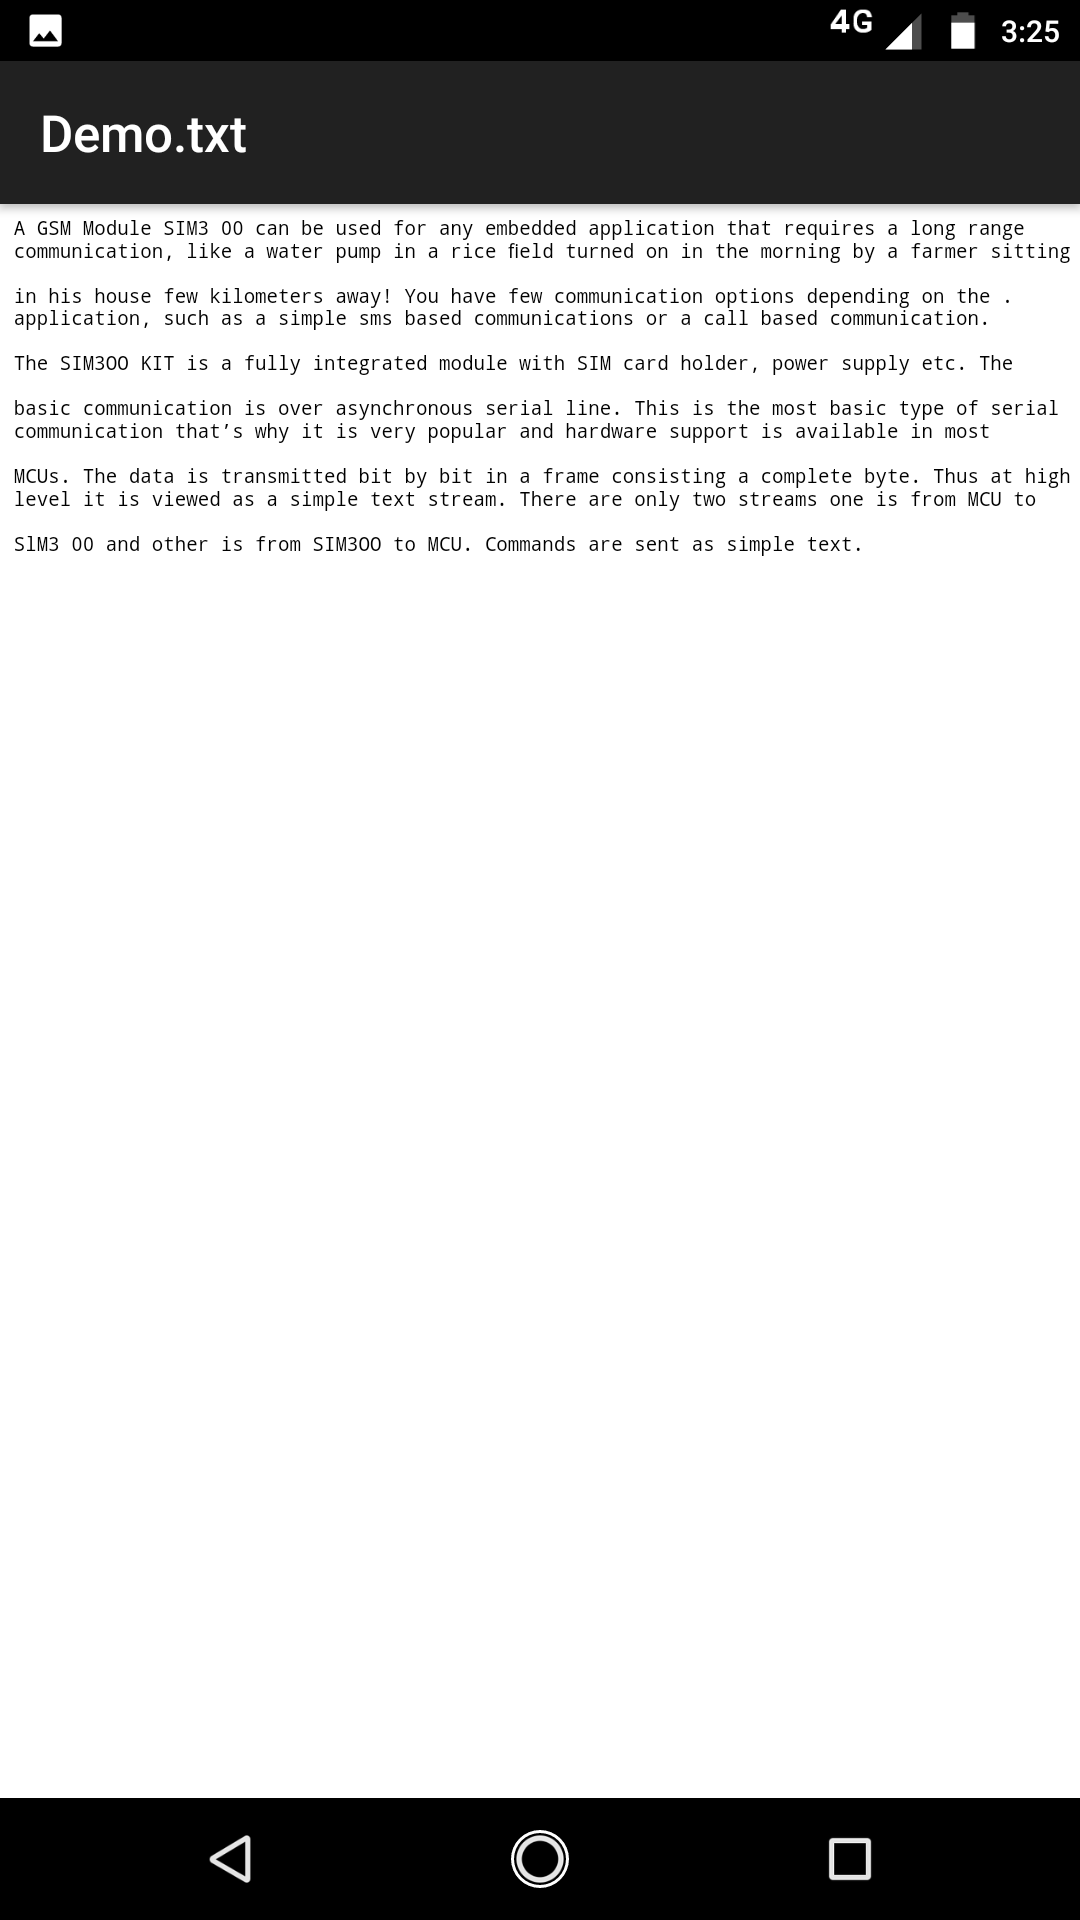 4G 3:25
Demo.txt
A GSM Module SIM3 OO can be used for any embedded application that requires a long range
communication, like a water pump in a rice field turned on in the morning by a farmer sitting
in his house few kilometers away! You have few communication options depending on the .
application, such as a simple sms based communications or a call based communication.
The SIM3OO KIT is a fully integrated module with SIM card holder, power supply etc. The
basic communication is over asynchronous serial line. This is the most basic type of serial
communication that’s why it is very popular and hardware support is available in most
MCUs. The data is transmitted bit by bit in a frame consisting a complete byte. Thus at high
level it is viewed as a simple text stream. There are only two streams one is from MCU to
SlM3 OO and other is from SIM3OO to MCU. Commands are sent as simple text.